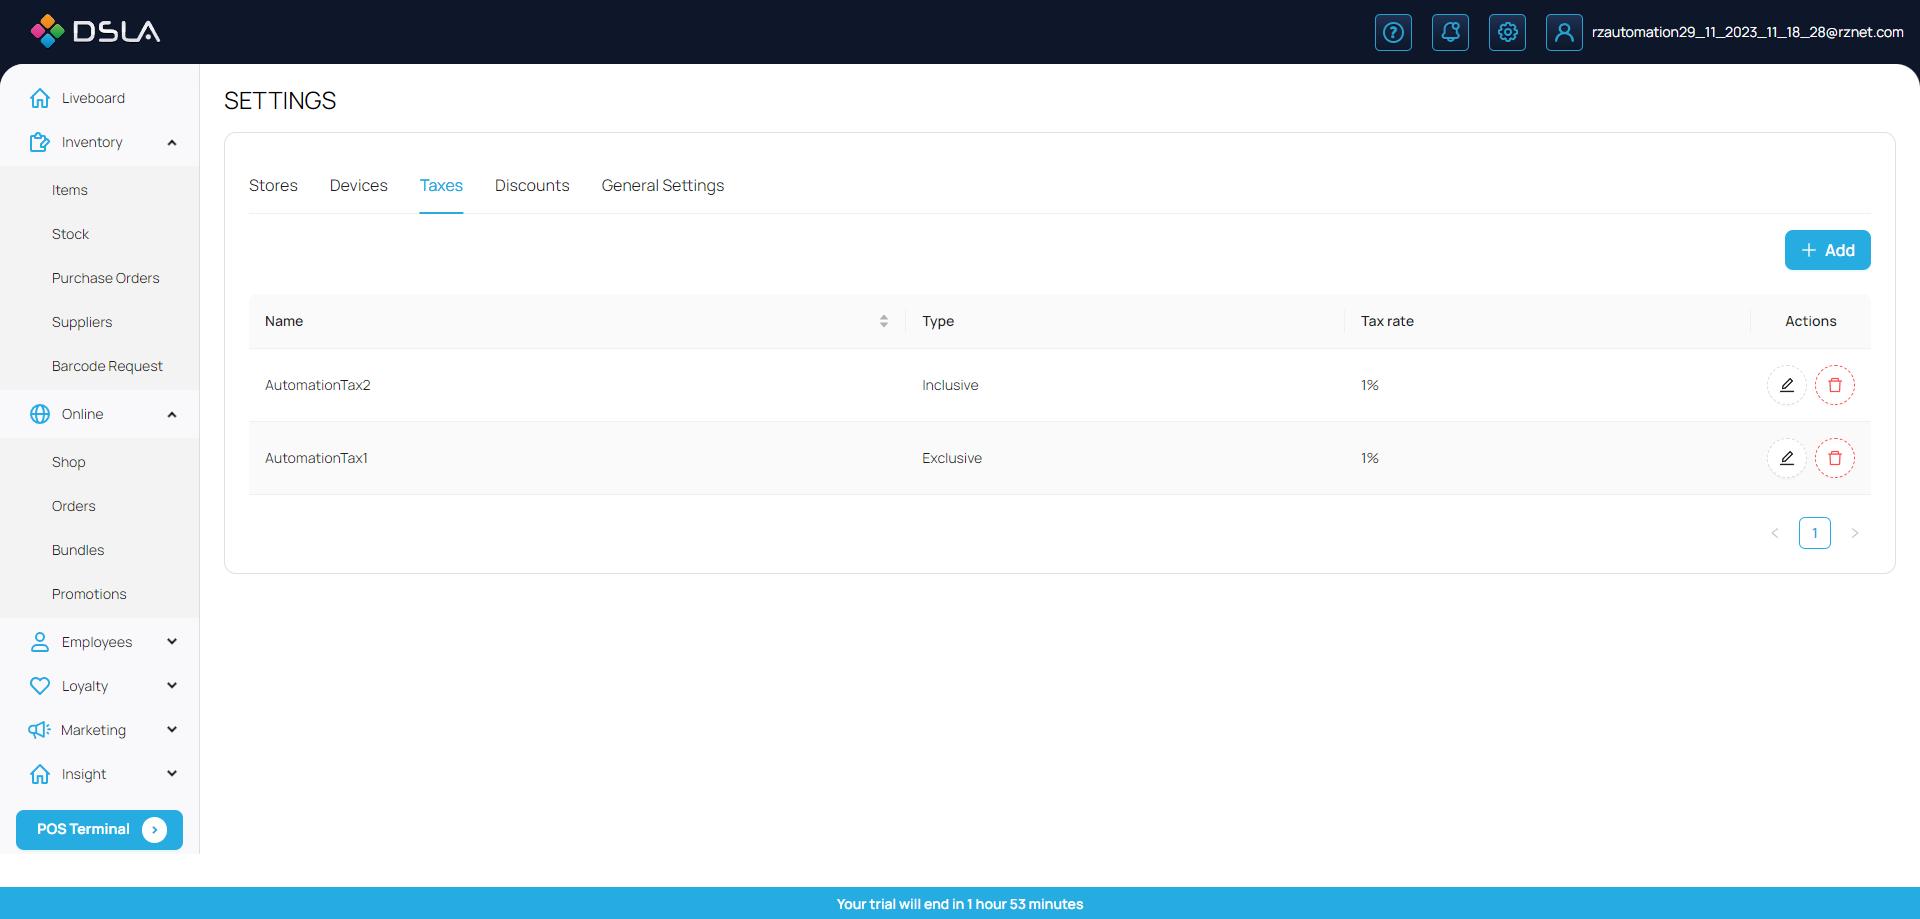 DSLA
rzautomation29_11_2023_11_18_28@rznet.com
Liveboard
Inventory
Items
Stock
Purchase Orders
Suppliers
Barcode Request
Online
Shop
Orders
Bundles
Promotions
Employees
Loyalty
Marketing
Insight
POS Terminal
SETTINGS
Stores Devices Taxes Discounts General Settings
Add
Name Type Tax rate Actions
AutomationTax2 Inclusive 1%
AutomationTax1 Exclusive 1%
1
Your trial will end in 1 hour 53 minutes